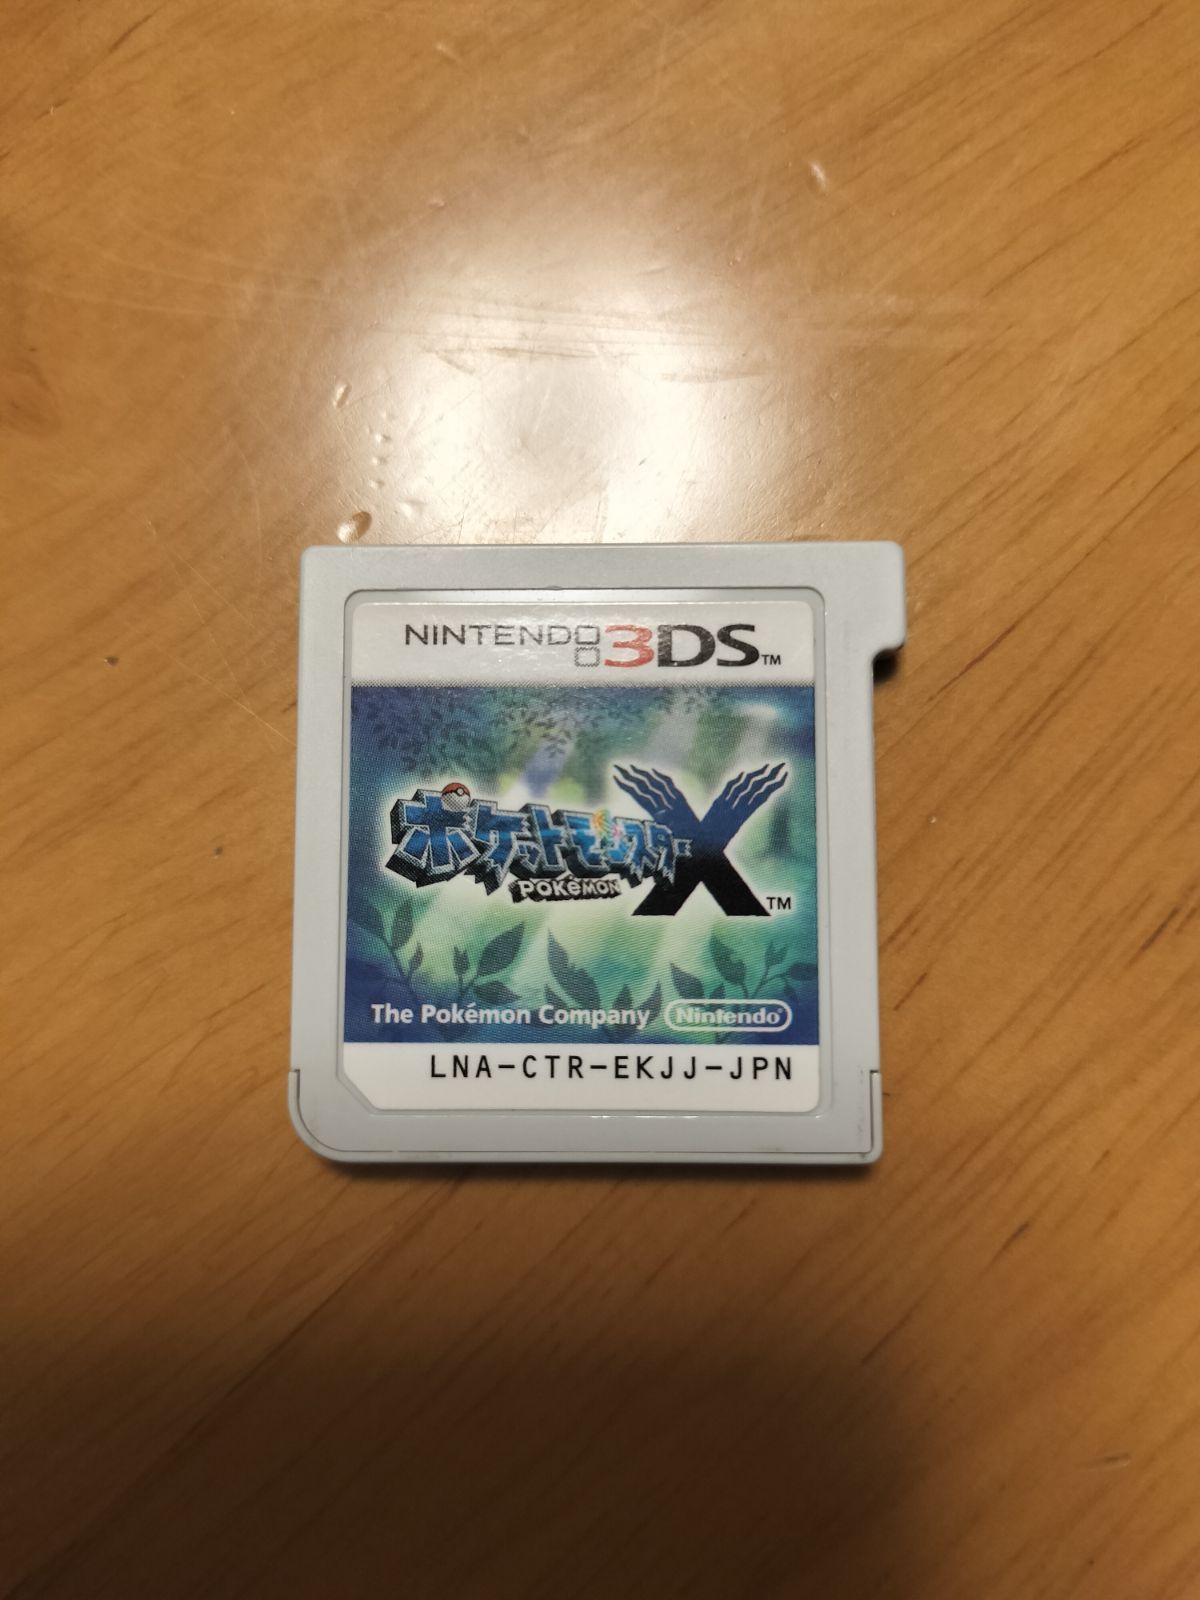 NINTENDO 3DS™
ポケットモンスター X™
POKéMON
The Pokémon Company Nintendo®
LNA-CTR-EKJJ-JPN